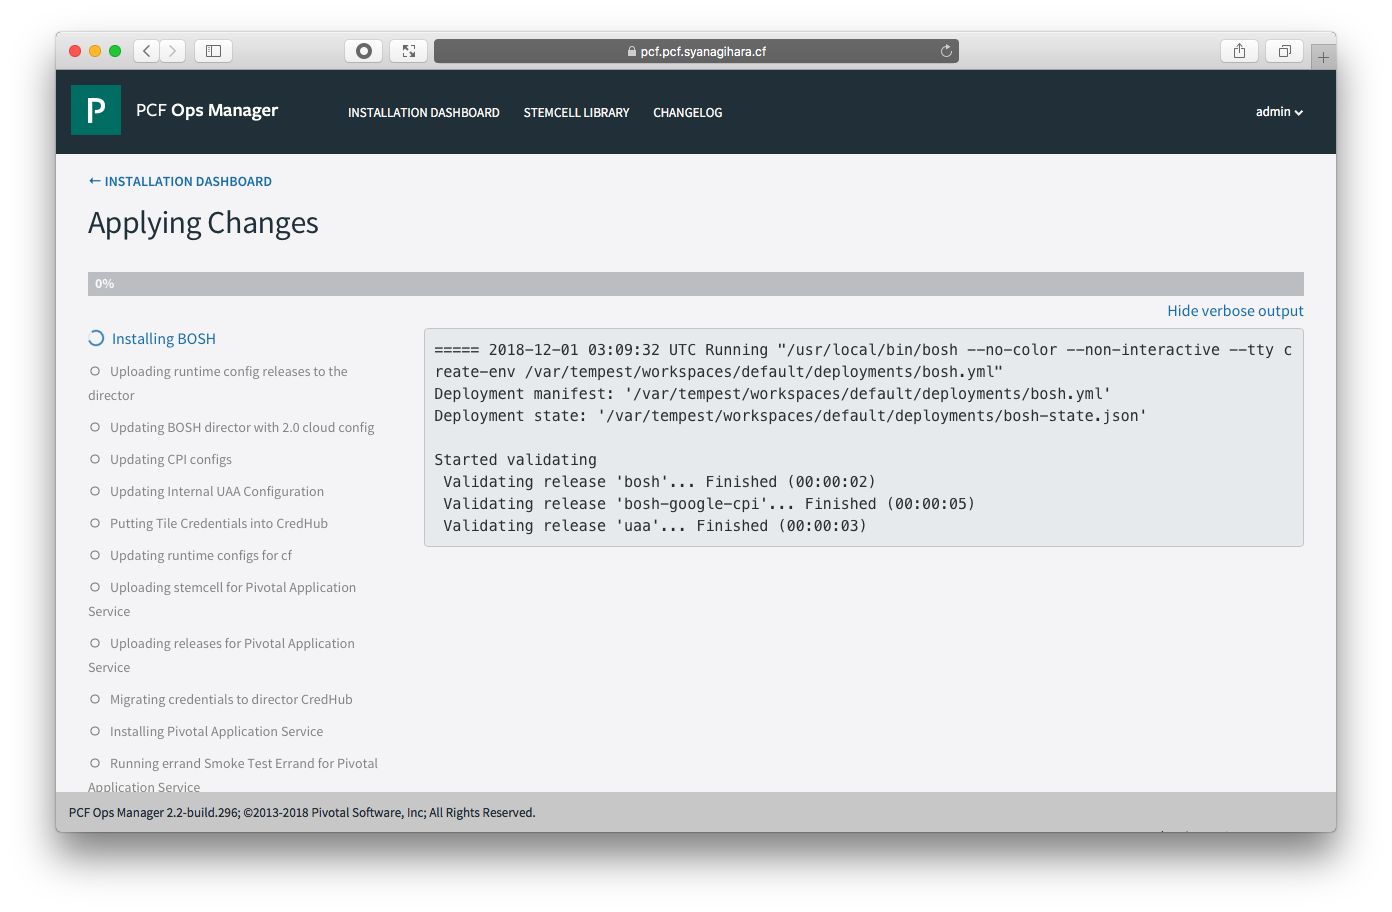 pcf.pcf.syanagihara.cf
P
PCF Ops Manager
INSTALLATION DASHBOARD
STEMCELL LIBRARY
CHANGELOG
admin
← INSTALLATION DASHBOARD
Applying Changes
0%
Hide verbose output
Installing BOSH
Uploading runtime config releases to the
director
Updating BOSH director with 2.0 cloud config
Updating CPI configs
Updating Internal UAA Configuration
Putting Tile Credentials into CredHub
Updating runtime configs for cf
Uploading stemcell for Pivotal Application
Service
Uploading releases for Pivotal Application
Service
Migrating credentials to director CredHub
Installing Pivotal Application Service
Running errand Smoke Test Errand for Pivotal
Application Service
===== 2018-12-01 03:09:32 UTC Running "/usr/local/bin/bosh --no-color --non-interactive --tty c
reate-env /var/tempest/workspaces/default/deployments/bosh.yml"
Deployment manifest: '/var/tempest/workspaces/default/deployments/bosh.yml'
Deployment state: '/var/tempest/workspaces/default/deployments/bosh-state.json'
Started validating
Validating release 'bosh'... Finished (00:00:02)
Validating release 'bosh-google-cpi'... Finished (00:00:05)
Validating release 'uaa'... Finished (00:00:03)
PCF Ops Manager 2.2-build.296; ©2013-2018 Pivotal Software, Inc; All Rights Reserved.